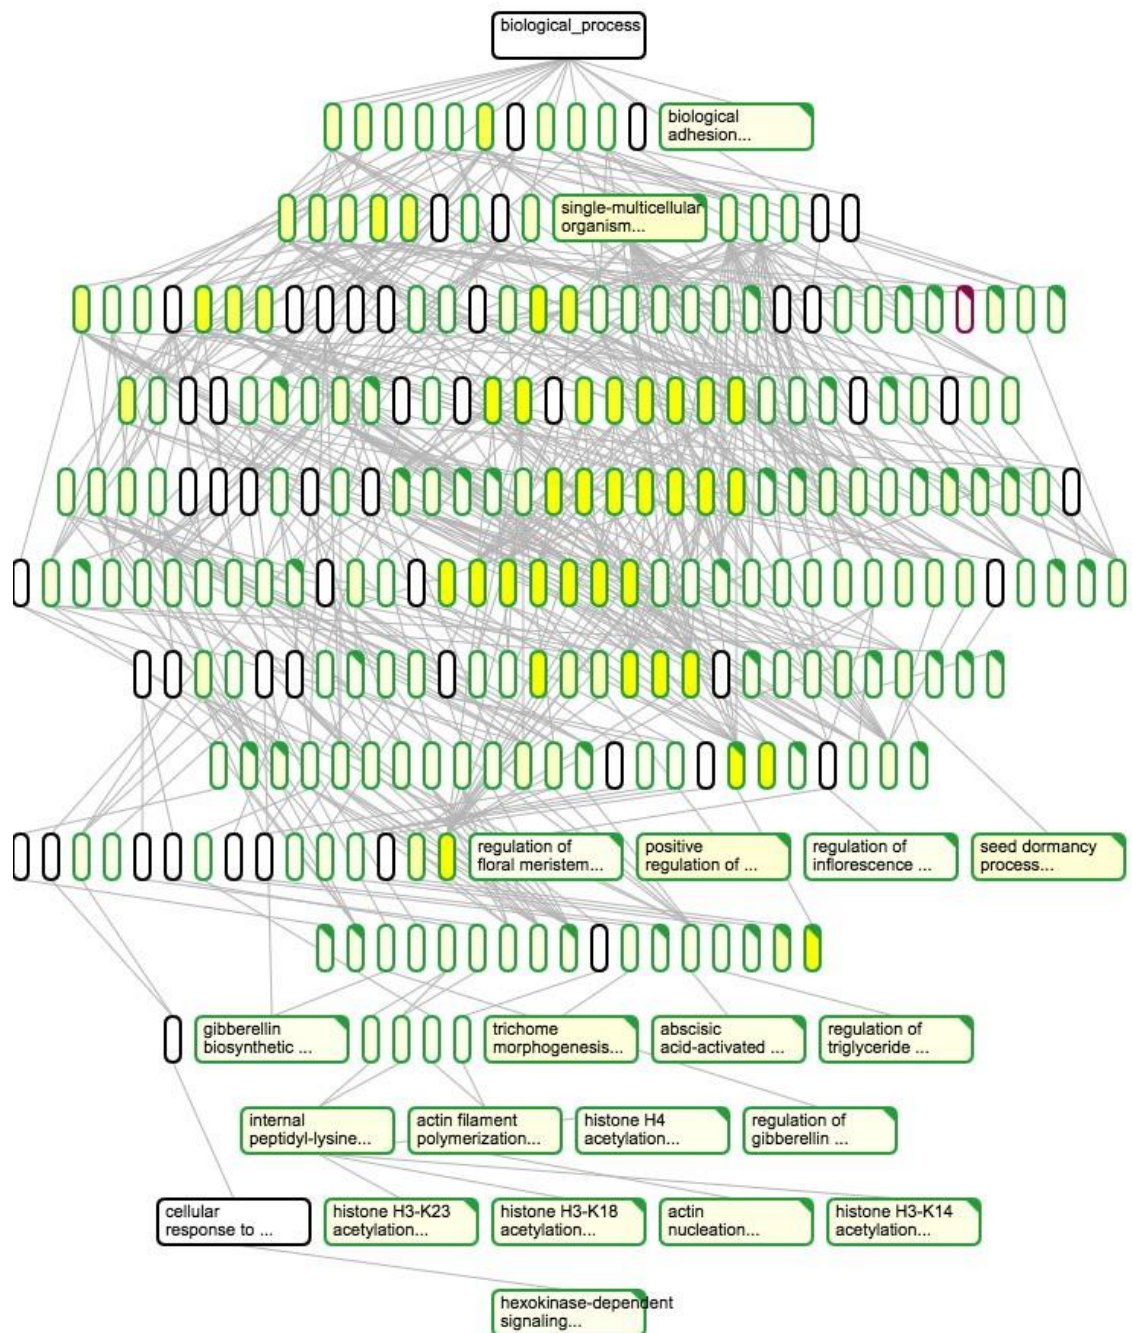 biological_process
biological
adhesion...
single-multicellular
organism...
regulation of
floral meristem...
positive
regulation of ...
regulation of
inflorescence ...
seed dormancy
process...
gibberellin
biosynthetic ...
trichome
morphogenesis...
abscisic
acid-activated ...
regulation of
triglyceride ...
internal
peptidyl-lysine...
actin filament
polymerization...
histone H4
acetylation...
regulation of
gibberellin ...
cellular
response to ...
histone H3-K23
acetylation...
histone H3-K18
acetylation...
actin
nucleation...
histone H3-K14
acetylation...
hexokinase-dependent
signaling...